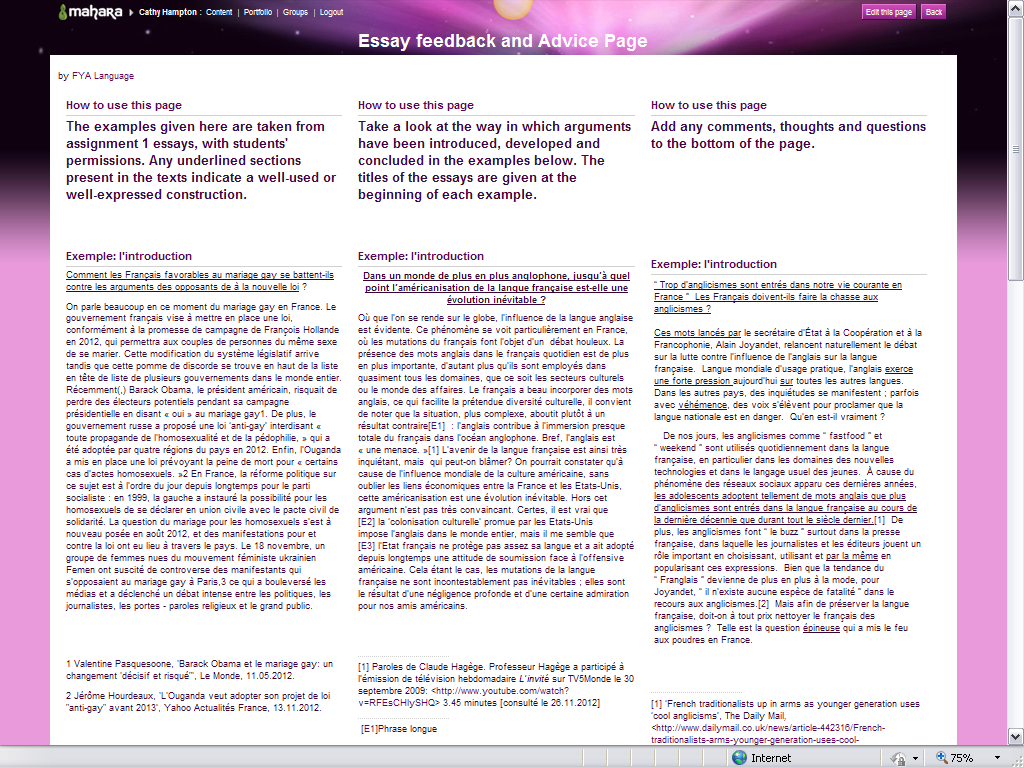 mahara Cathy Hampton : Content | Portfolio | Groups | Logout
Edit this page Back
Essay feedback and Advice Page
by FYA Language
How to use this page
The examples given here are taken from
assignment 1 essays, with students'
permissions. Any underlined sections
present in the texts indicate a well-used or
well-expressed construction.
How to use this page
Take a look at the way in which arguments
have been introduced, developed and
concluded in the examples below. The
titles of the essays are given at the
beginning of each example.
How to use this page
Add any comments, thoughts and questions
to the bottom of the page.
Exemple: l'introduction
Comment les Français favorables au mariage gay se battent-ils
contre les arguments des opposants de à la nouvelle loi ?
On parle beaucoup en ce moment du mariage gay en France. Le
gouvernement français vise à mettre en place une loi,
conformément à la promesse de campagne de François Hollande
en 2012, qui permettra aux couples de personnes du même sexe
de se marier. Cette modification du système législatif arrive
tandis que cette pomme de discorde se trouve en haut de la liste
en tête de liste de plusieurs gouvernements dans le monde entier.
Récemment(,) Barack Obama, le président américain, risquait de
perdre des électeurs potentiels pendant sa campagne
présidentielle en disant « oui » au mariage gay1. De plus, le
gouvernement russe a proposé une loi 'anti-gay' interdisant «
toute propagande de l'homosexualité et de la pédophilie, » qui a
été adoptée par quatre régions du pays en 2012. Enfin, l'Ouganda
a mis en place une loi prévoyant la peine de mort pour « certains
cas d'actes homosexuels. »2 En France, la réforme politique sur
ce sujet est à l'ordre du jour depuis longtemps pour le parti
socialiste : en 1999, la gauche a instauré la possibilité pour les
homosexuels de se déclarer en union civile avec le pacte civil de
solidarité. La question du mariage pour les homosexuels s'est à
nouveau posée en août 2012, et des manifestations pour et
contre la loi ont eu lieu à travers le pays. Le 18 novembre, un
groupe de femmes nues du mouvement féministe ukrainien
Femen ont suscité de controverse des manifestants qui
s'opposaient au mariage gay à Paris,3 ce qui a bouleversé les
médias et a déclenché un débat intense entre les politiques, les
journalistes, les portes - paroles religieux et le grand public.
1 Valentine Pasquesoone, 'Barack Obama et le mariage gay: un
changement 'décisif et risqué'', Le Monde, 11.05.2012.
2 Jérôme Hourdeaux, 'L'Ouganda veut adopter son projet de loi
"anti-gay" avant 2013', Yahoo Actualités France, 13.11.2012.
Exemple: l'introduction
Dans un monde de plus en plus anglophone, jusqu'à quel
point l'américanisation de la langue française est-elle une
évolution inévitable ?
Où que l'on se rende sur le globe, l'influence de la langue anglaise
est évidente. Ce phénomène se voit particulièrement en France,
où les mutations du français font l'objet d'un débat houleux. La
présence des mots anglais dans le français quotidien est de plus
en plus importante, d'autant plus qu'ils sont employés dans
quasiment tous les domaines, que ce soit les secteurs culturels
ou le monde des affaires. Le français a beau incorporer des mots
anglais, ce qui facilite la prétendue diversité culturelle, il convient
de noter que la situation, plus complexe, aboutit plutôt à un
résultat contraire[E1] : l'anglais contribue à l'immersion presque
totale du français dans l'océan anglophone. Bref, l'anglais est
« une menace. »[1] L'avenir de la langue française est ainsi très
inquiétant, mais qui peut-on blâmer? On pourrait constater qu'à
cause de l'influence mondiale de la culture américaine, sans
oublier les liens économiques entre la France et les Etats-Unis,
cette américanisation est une évolution inévitable. Hors cet
argument n'est pas très convaincant. Certes, il est vrai que
[E2] la 'colonisation culturelle' promue par les Etats-Unis
impose l'anglais dans le monde entier, mais il me semble que
[E3] l'Etat français ne protège pas assez sa langue et a ait adopté
depuis longtemps une attitude de soumission face à l'offensive
américaine. Cela étant le cas, les mutations de la langue
française ne sont incontestablement pas inévitables ; elles sont
le résultat d'une négligence profonde et d'une certaine admiration
pour nos amis américains.
[1] Paroles de Claude Hagège. Professeur Hagège a participé à
l'émission de télévision hebdomadaire L'invité sur TV5Monde le 30
septembre 2009: <http://www.youtube.com/watch?
v=RFEsCHIySHQ> 3.45 minutes [consulté le 26.11.2012]
[E1]Phrase longue
Exemple: l'introduction
" Trop d'anglicismes sont entrés dans notre vie courante en
France " Les Français doivent-ils faire la chasse aux
anglicismes ?
Ces mots lancés par le secrétaire d'État à la Coopération et à la
Francophonie, Alain Joyandet, relancent naturellement le débat
sur la lutte contre l'influence de l'anglais sur la langue
française. Langue mondiale d'usage pratique, l'anglais exerce
une forte pression aujourd'hui sur toutes les autres langues.
Dans les autres pays, des inquiétudes se manifestent ; parfois
avec véhémence, des voix s'élèvent pour proclamer que la
langue nationale est en danger. Qu'en est-il vraiment ?
De nos jours, les anglicismes comme " fastfood " et
" weekend " sont utilisés quotidiennement dans la langue
française, en particulier dans les domaines des nouvelles
technologies et dans le langage usuel des jeunes. À cause du
phénomène des réseaux sociaux apparu ces dernières années,
les adolescents adoptent tellement de mots anglais que plus
d'anglicismes sont entrés dans la langue française au cours de
la dernière décennie que durant tout le siècle dernier.[1] De
plus, les anglicismes font " le buzz " surtout dans la presse
française, dans laquelle les journalistes et les éditeurs jouent un
rôle important en choisissant, utilisant et par la même en
popularisant ces expressions. Bien que la tendance du
" Franglais " devienne de plus en plus à la mode, pour
Joyandet, " il n'existe aucune espèce de fatalité " dans le
recours aux anglicismes.[2] Mais afin de préserver la langue
française, doit-on à tout prix nettoyer le français des
anglicismes ? Telle est la question épineuse qui a mis le feu
aux poudres en France.
[1] 'French traditionalists up in arms as younger generation uses
'cool anglicisms', The Daily Mail,
<http://www.dailymail.co.uk/news/article-442316/French-
traditionalists-arms-younger-generation-uses-cool-
Internet 75%